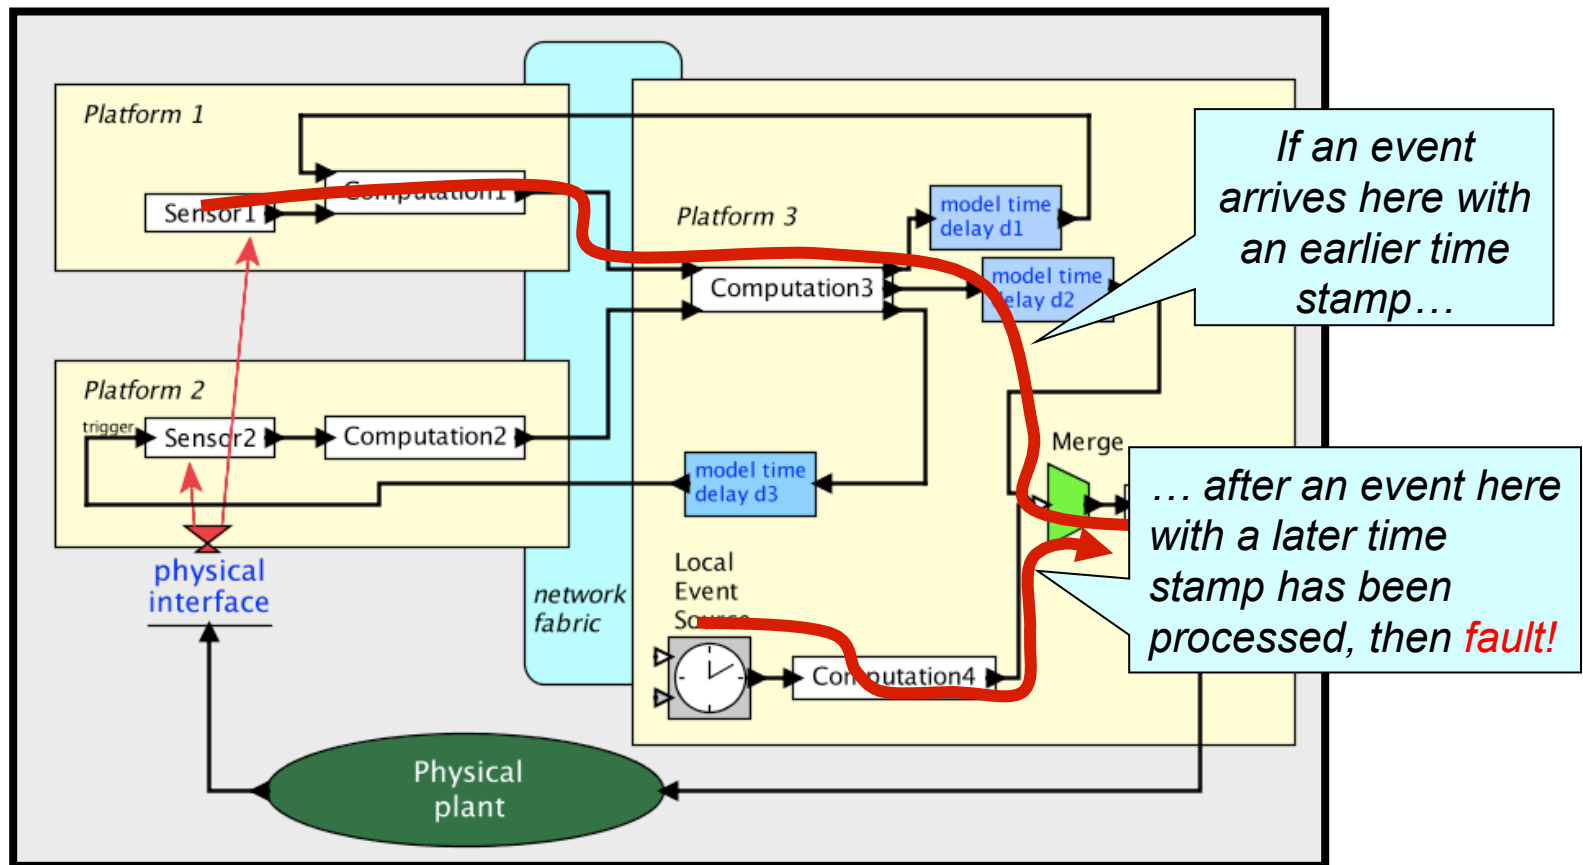 Platform 1
Sensor1
Computation1
Platform 2
trigger
Sensor2
Computation2
physical
interface
network
fabric
Platform 3
model time
delay d1
Computation3
model time
delay d2
model time
delay d3
Merge
Local
Event
Source
Computation4
Physical
plant
If an event
arrives here with
an earlier time
stamp…
… after an event here
with a later time
stamp has been
processed, then fault!